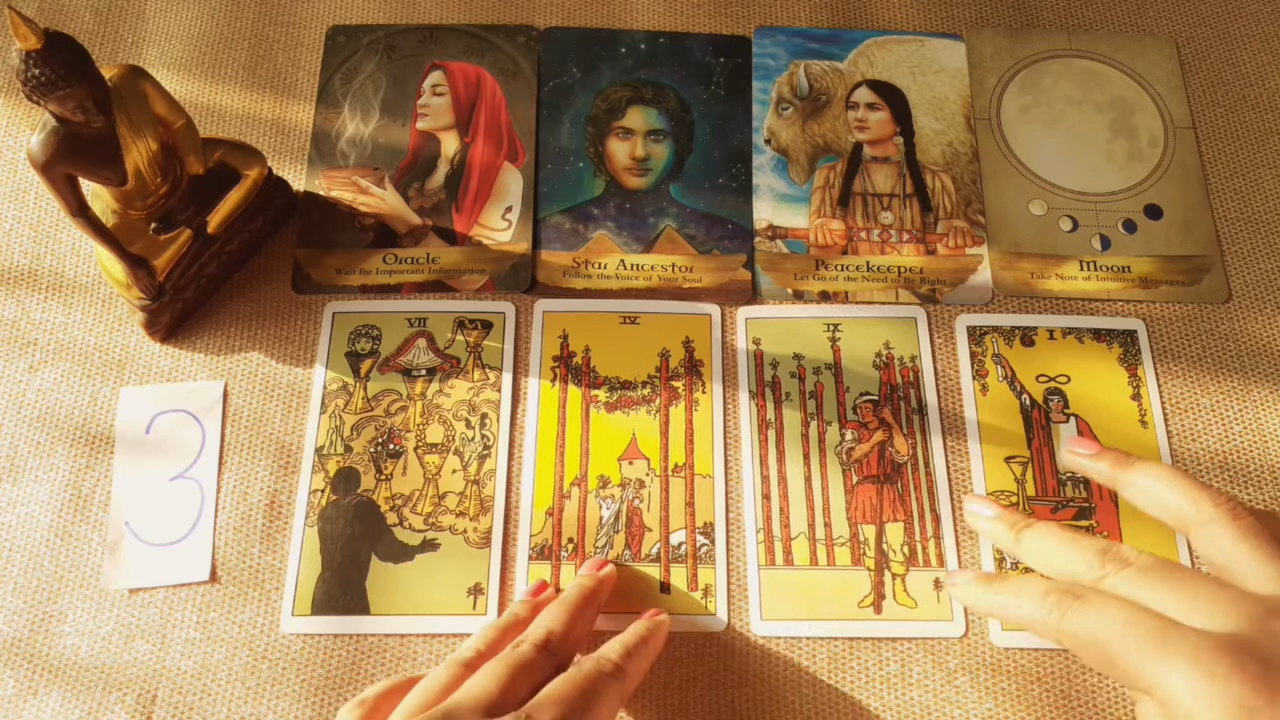 Oracle
Wait for Important Information
Star Ancestor
Follow the Voice of Your Soul
Peacekeeper
Let Go of the Need to Be Right
Moon
Take Note of Intuitive Messages
VII
IV
IX
I
3